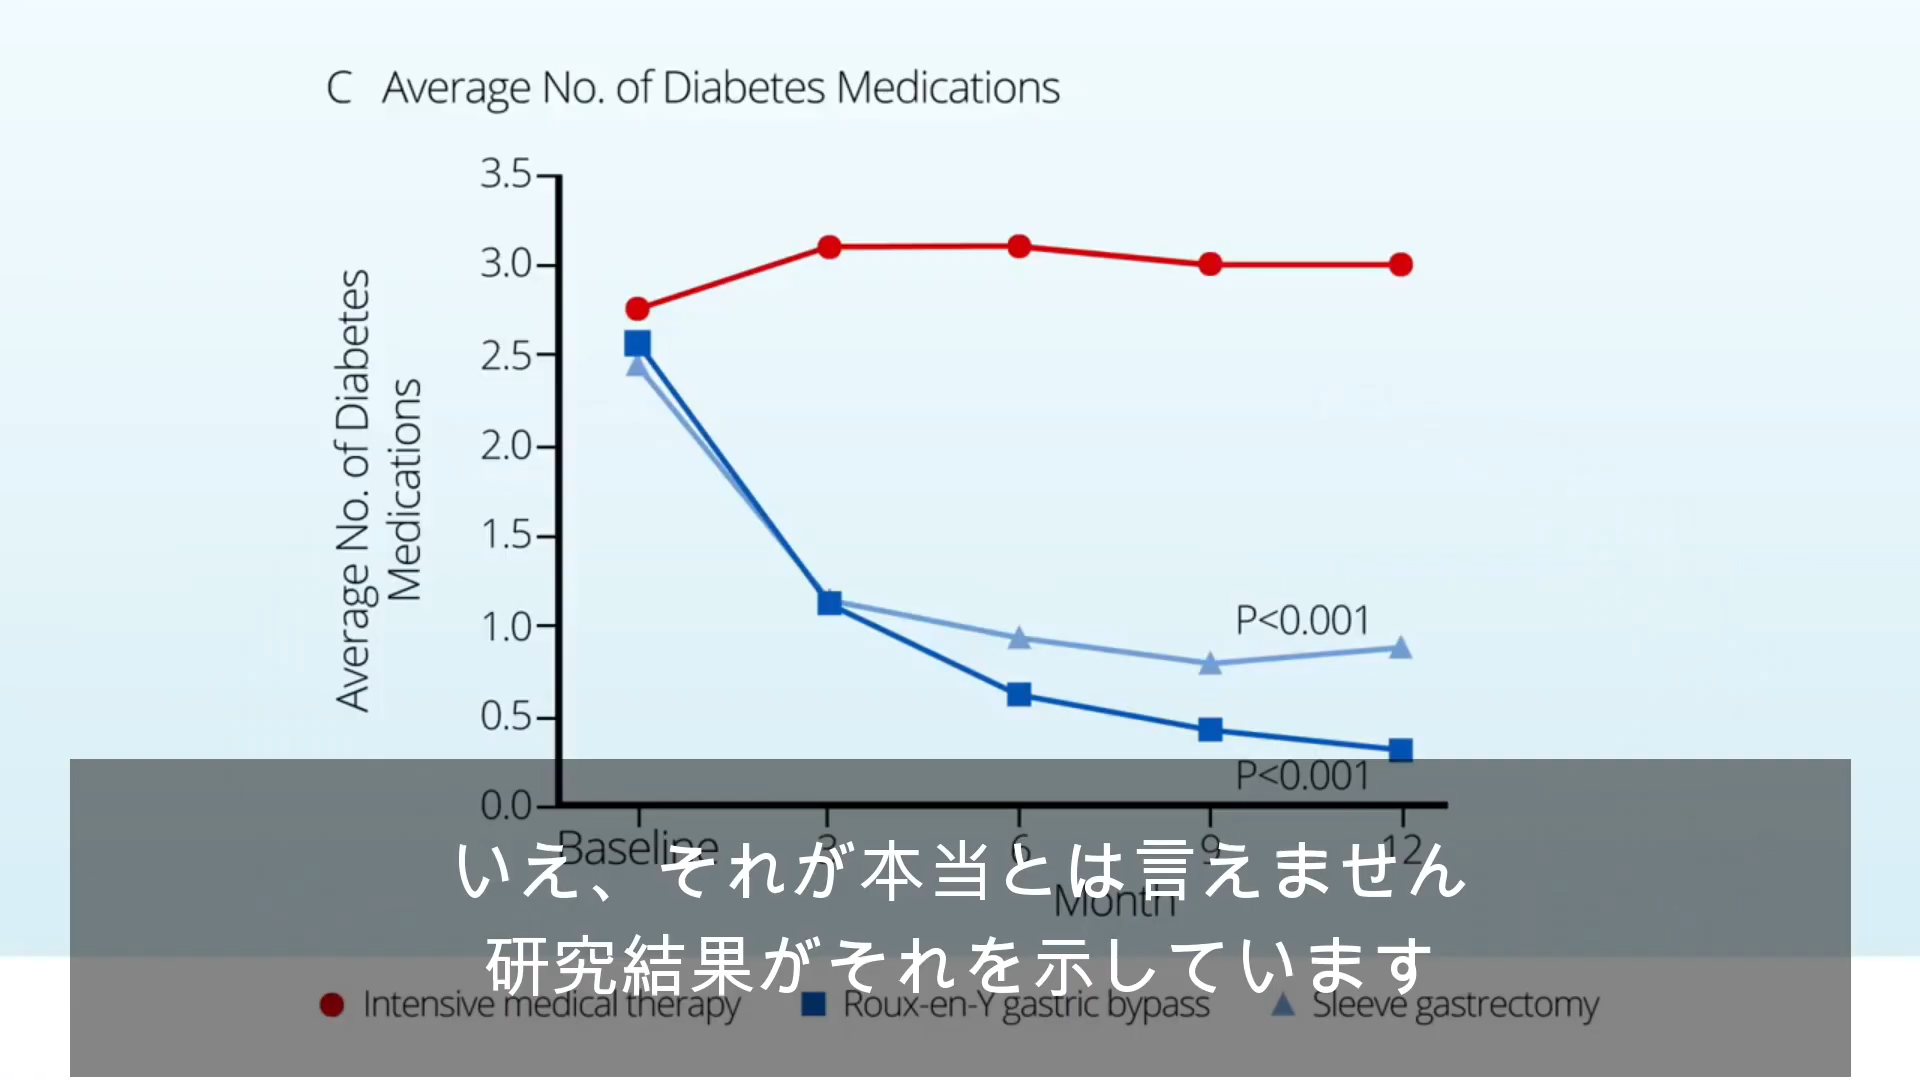 C Average No. of Diabetes Medications
Average No. of Diabetes
Medications
3.5
3.0
2.5
2.0
1.5
1.0
0.5
0.0
P<0.001
P<0.001
Baseline 3 6 9 12
Month
いえ、それが本当とは言えません
研究結果がそれを示しています
Intensive medical therapy Roux-en-Y gastric bypass Sleeve gastrectomy